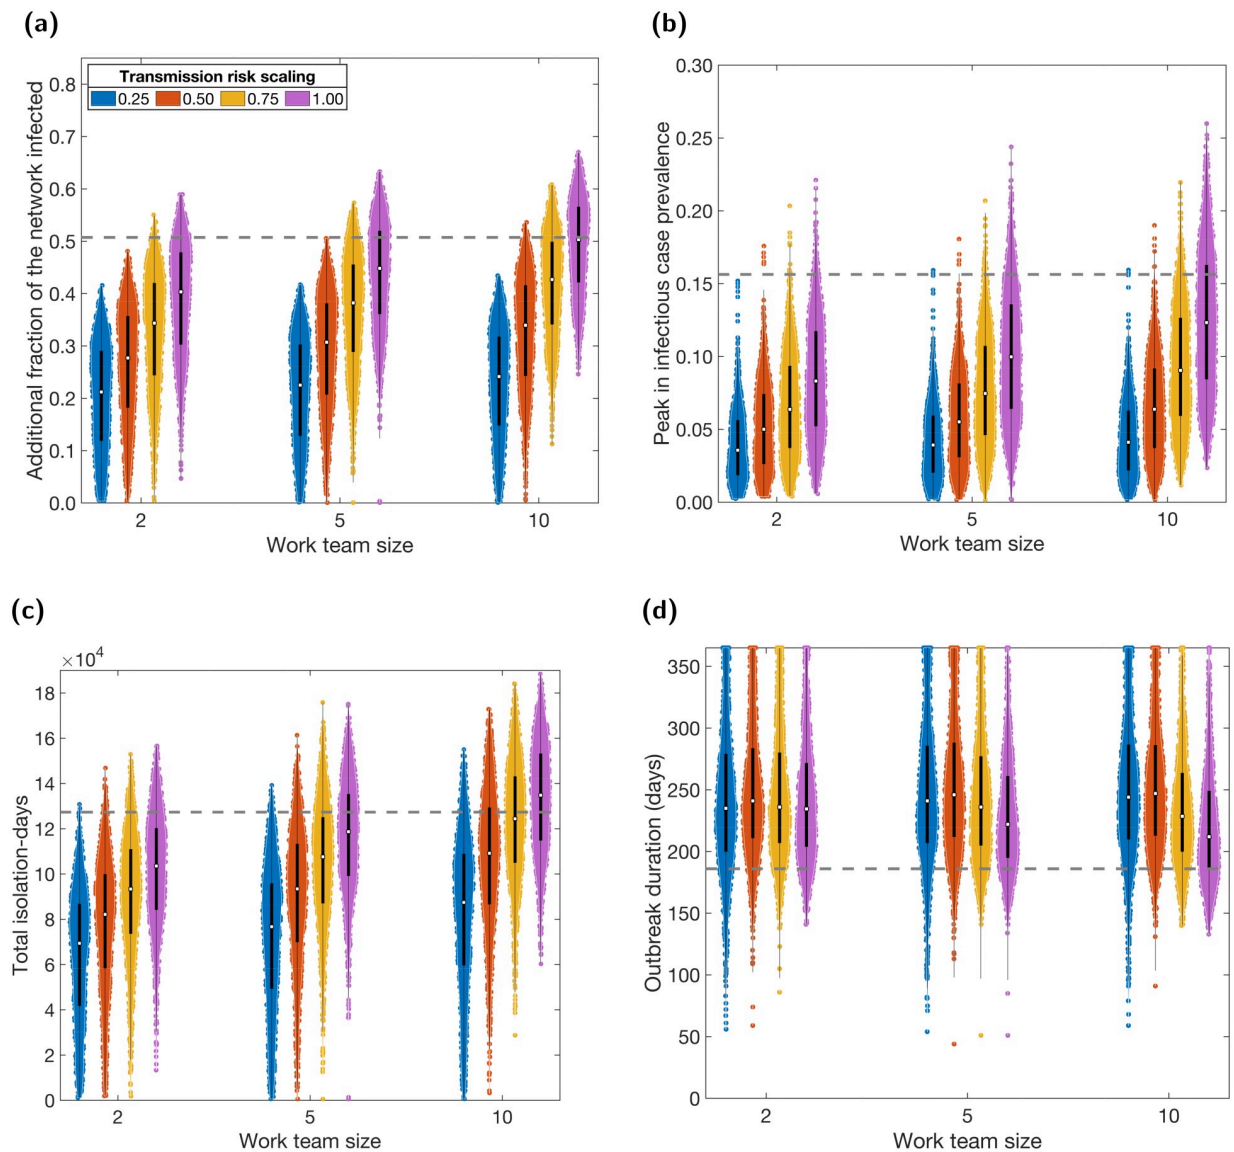 (a)
Transmission risk scaling
0.25 0.50 0.75 1.00
Additional fraction of the network infected
0.8
0.7
0.6
0.5
0.4
0.3
0.2
0.1
0.0
2 5 10
Work team size
(b)
Peak in infectious case prevalence
0.30
0.25
0.20
0.15
0.10
0.05
0.00
2 5 10
Work team size
(c)
×10⁴
Total isolation-days
18
16
14
12
10
8
6
4
2
0
2 5 10
Work team size
(d)
Outbreak duration (days)
350
300
250
200
150
100
50
0
2 5 10
Work team size